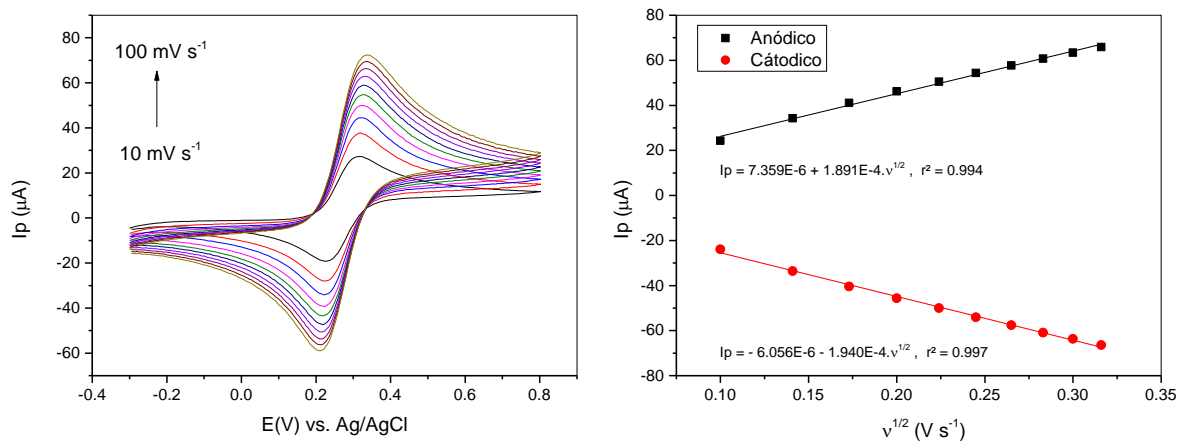 100 mV s⁻¹
10 mV s⁻¹
80
60
40
20
0
-20
-40
-60
Ip (μA)
-0.4 -0.2 0.0 0.2 0.4 0.6 0.8
E(V) vs. Ag/AgCl
Anódico
Cátodico
Ip = 7.359E-6 + 1.891E-4.ν^1/2 , r² = 0.994
Ip = - 6.056E-6 - 1.940E-4.ν^1/2 , r² = 0.997
80
60
40
20
0
-20
-40
-60
-80
Ip (μA)
0.10 0.15 0.20 0.25 0.30 0.35
ν^1/2 (V s⁻¹)